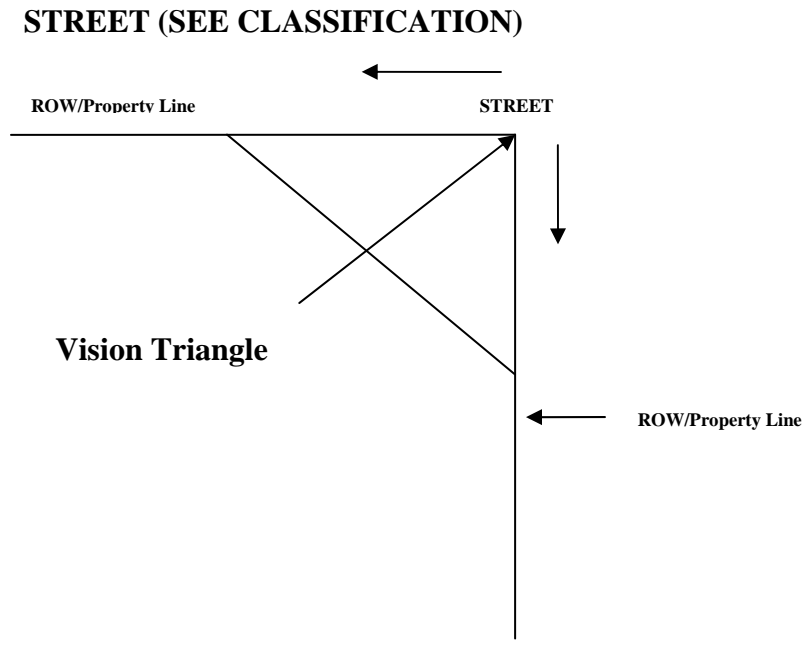 STREET (SEE CLASSIFICATION)
ROW/Property Line
STREET
Vision Triangle
ROW/Property Line